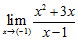 lim x→(-1) x² + 3x / x − 1